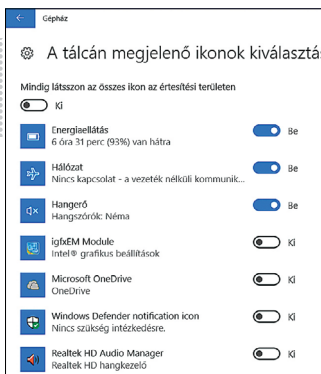 Gépház
A tálcán megjelenő ikonok kiválasztás
Mindig látsszon az összes ikon az értesítési területen
Ki
Energiaellátás
6 óra 31 perc (93%) van hátra
Be
Hálózat
Nincs kapcsolat - a vezeték nélküli kommunik...
Be
Hangerő
Hangszórók: Néma
Be
igfxEM Module
Intel® grafikus beállítások
Ki
Microsoft OneDrive
OneDrive
Ki
Windows Defender notification icon
Nincs szükség intézkedésre.
Ki
Realtek HD Audio Manager
Realtek HD hangkezelő
Ki